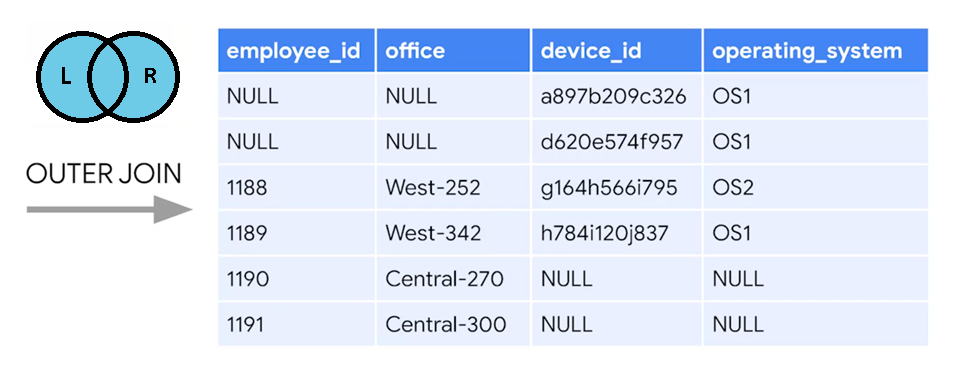 L R
OUTER JOIN
employee_id office device_id operating_system
NULL NULL a897b209c326 OS1
NULL NULL d620e574f957 OS1
1188 West-252 g164h566i795 OS2
1189 West-342 h784i120j837 OS1
1190 Central-270 NULL NULL
1191 Central-300 NULL NULL